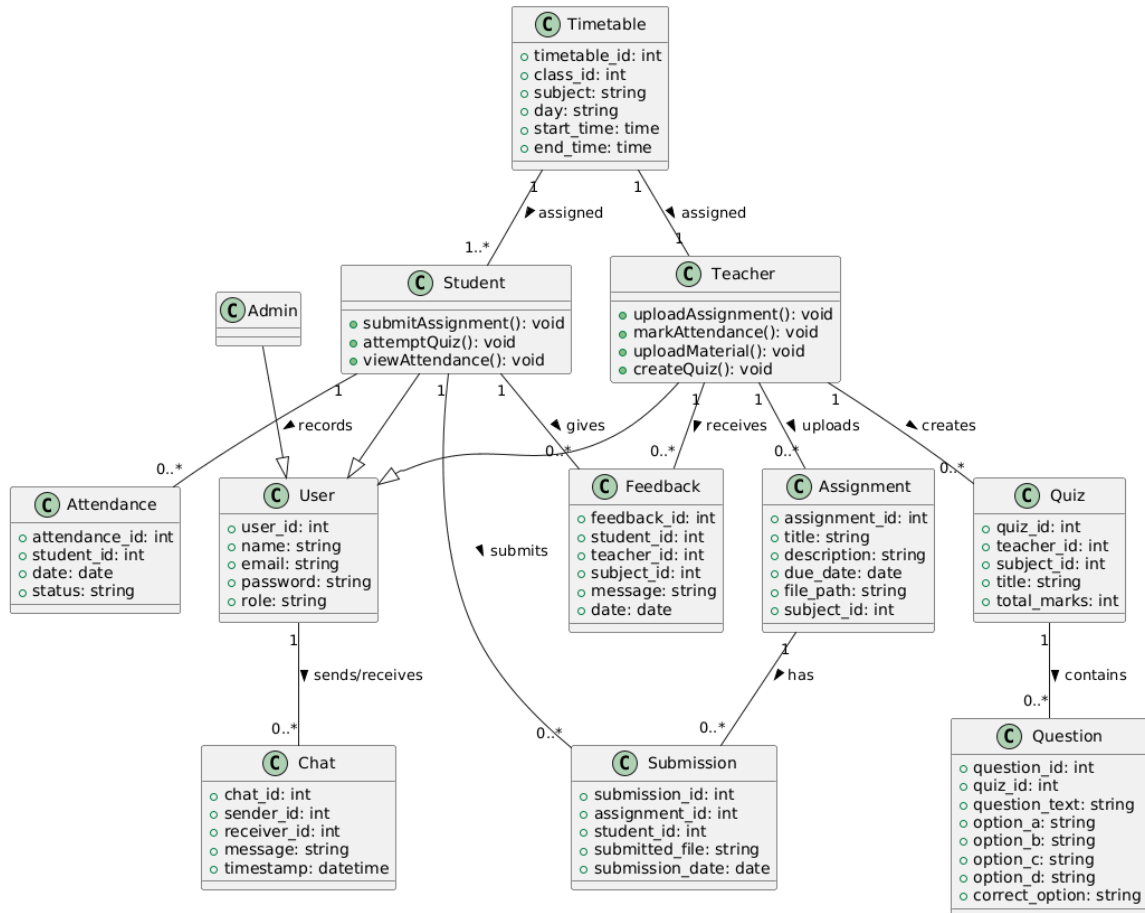 C Timetable
timetable_id: int
class_id: int
subject: string
day: string
start_time: time
end_time: time
1
1
assigned
assigned
1..*
1
C Student
submitAssignment(): void
attemptQuiz(): void
viewAttendance(): void
C Teacher
uploadAssignment(): void
markAttendance(): void
uploadMaterial(): void
createQuiz(): void
C Admin
1
1
1
1
1
1
records
gives
receives
uploads
creates
0..*
0..*
0..*
0..*
0..*
C Attendance
attendance_id: int
student_id: int
date: date
status: string
C User
user_id: int
name: string
email: string
password: string
role: string
submits
C Feedback
feedback_id: int
student_id: int
teacher_id: int
subject_id: int
message: string
date: date
C Assignment
assignment_id: int
title: string
description: string
due_date: date
file_path: string
subject_id: int
C Quiz
quiz_id: int
teacher_id: int
subject_id: int
title: string
total_marks: int
1
1
1
sends/receives
has
contains
0..*
0..*
0..*
0..*
C Chat
chat_id: int
sender_id: int
receiver_id: int
message: string
timestamp: datetime
C Submission
submission_id: int
assignment_id: int
student_id: int
submitted_file: string
submission_date: date
C Question
question_id: int
quiz_id: int
question_text: string
option_a: string
option_b: string
option_c: string
option_d: string
correct_option: string